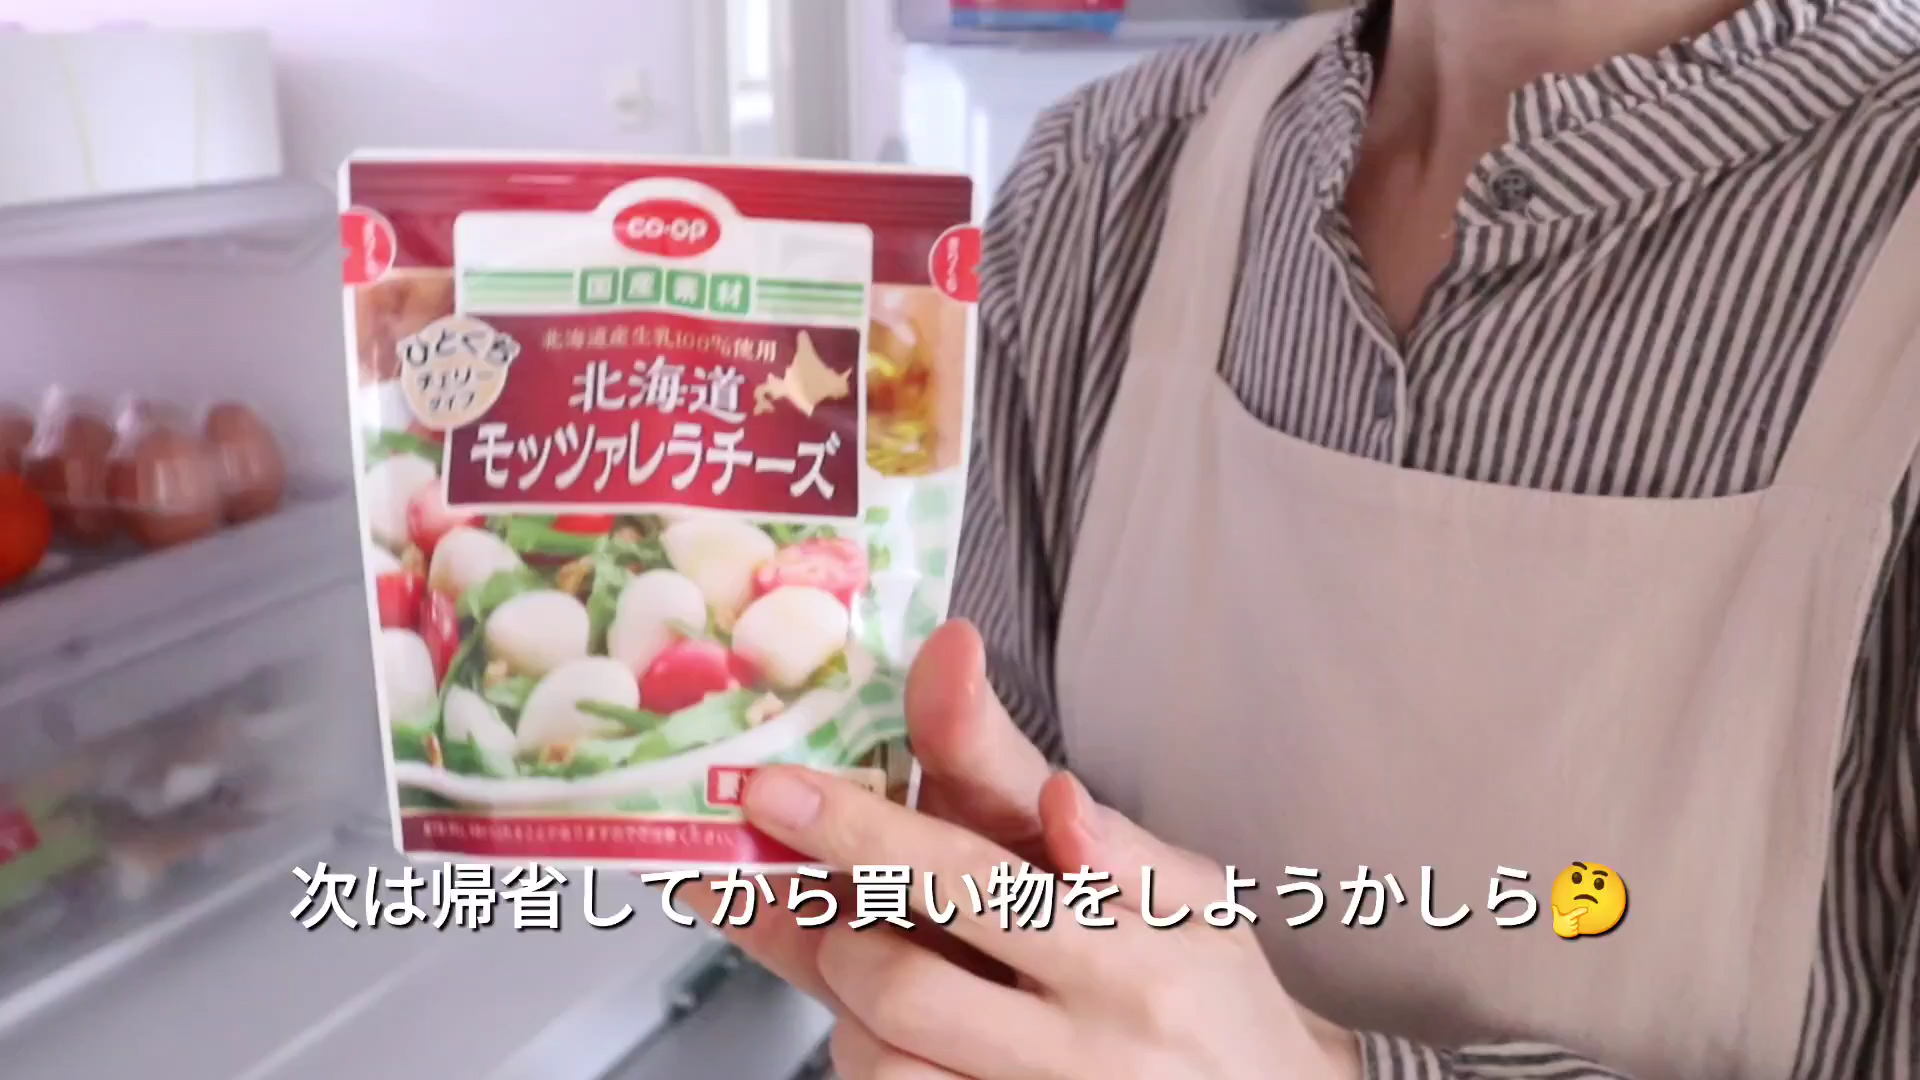 co·op
国産素材
北海道産生乳100%使用
ひとくち
チェリー
タイプ
北海道
モッツァレラチーズ
次は帰省してから買い物をしようかしら🤔